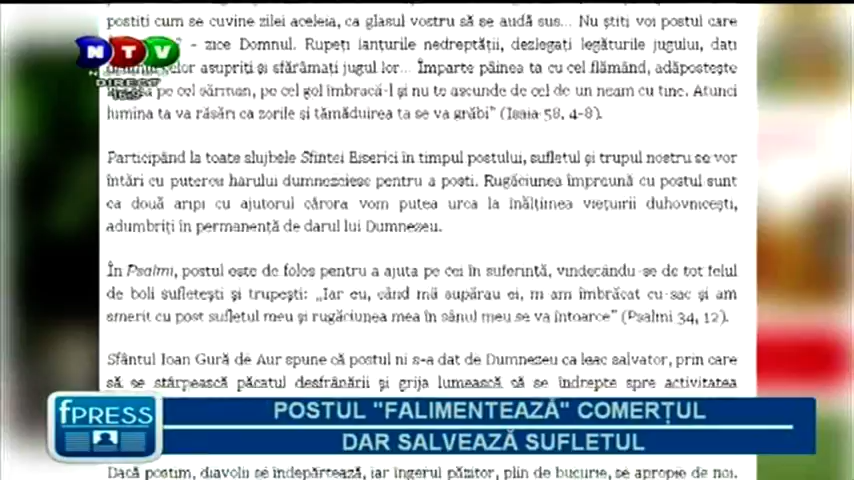 postiti cum se cuvine zilei aceleia, ca glasul vostru să se audă sus... Nu știți voi postul care
NTV
" - zice Domnul. Rupeți lanțurile nedreptății, dezlegați legăturile jugului, dați
DIRECT
asupriți și sfărâmați jugul lor... Împarte pâinea ta cu cel flămând, adăpostește
pe cel sărman, pe cel gol îmbracă-l și nu te ascunde de cel de un neam cu tine. Atunci
lumina ta va răsări ca zorile și tămăduirea ta se va grăbi" (Isaia 58, 4-8).
Participând la toate slujbele Sfintei Biserici în timpul postului, sufletul și trupul nostru se vor
întări cu puterea harului dumnezeiesc pentru a posti. Rugăciunea împreună cu postul sunt
ca două aripi cu ajutorul cărora vom putea urca la înălțimea viețuirii duhovnicești,
adumbriți în permanență de darul lui Dumnezeu.
În Psalmi, postul este de folos pentru a ajuta pe cei în suferință, vindecându-se de tot felul
de boli sufletești și trupești: „Iar eu, când mă supărau ei, m-am îmbrăcat cu-sac și am
smerit cu post sufletul meu și rugăciunea mea în sânul meu se va întoarce" (Psalmi 34, 12).
Sfântul Ioan Gură de Aur spune că postul ni s-a dat de Dumnezeu ca leac salvator, prin care
să se stârpească păcatul desfrânării și grija lumească să se îndrepte spre activitatea
fPRESS
POSTUL "FALIMENTEAZĂ" COMERȚUL
DAR SALVEAZĂ SUFLETUL
Dacă postim, diavolii se îndepărtează, iar îngerul păzitor, plin de bucurie, se apropie de noi.